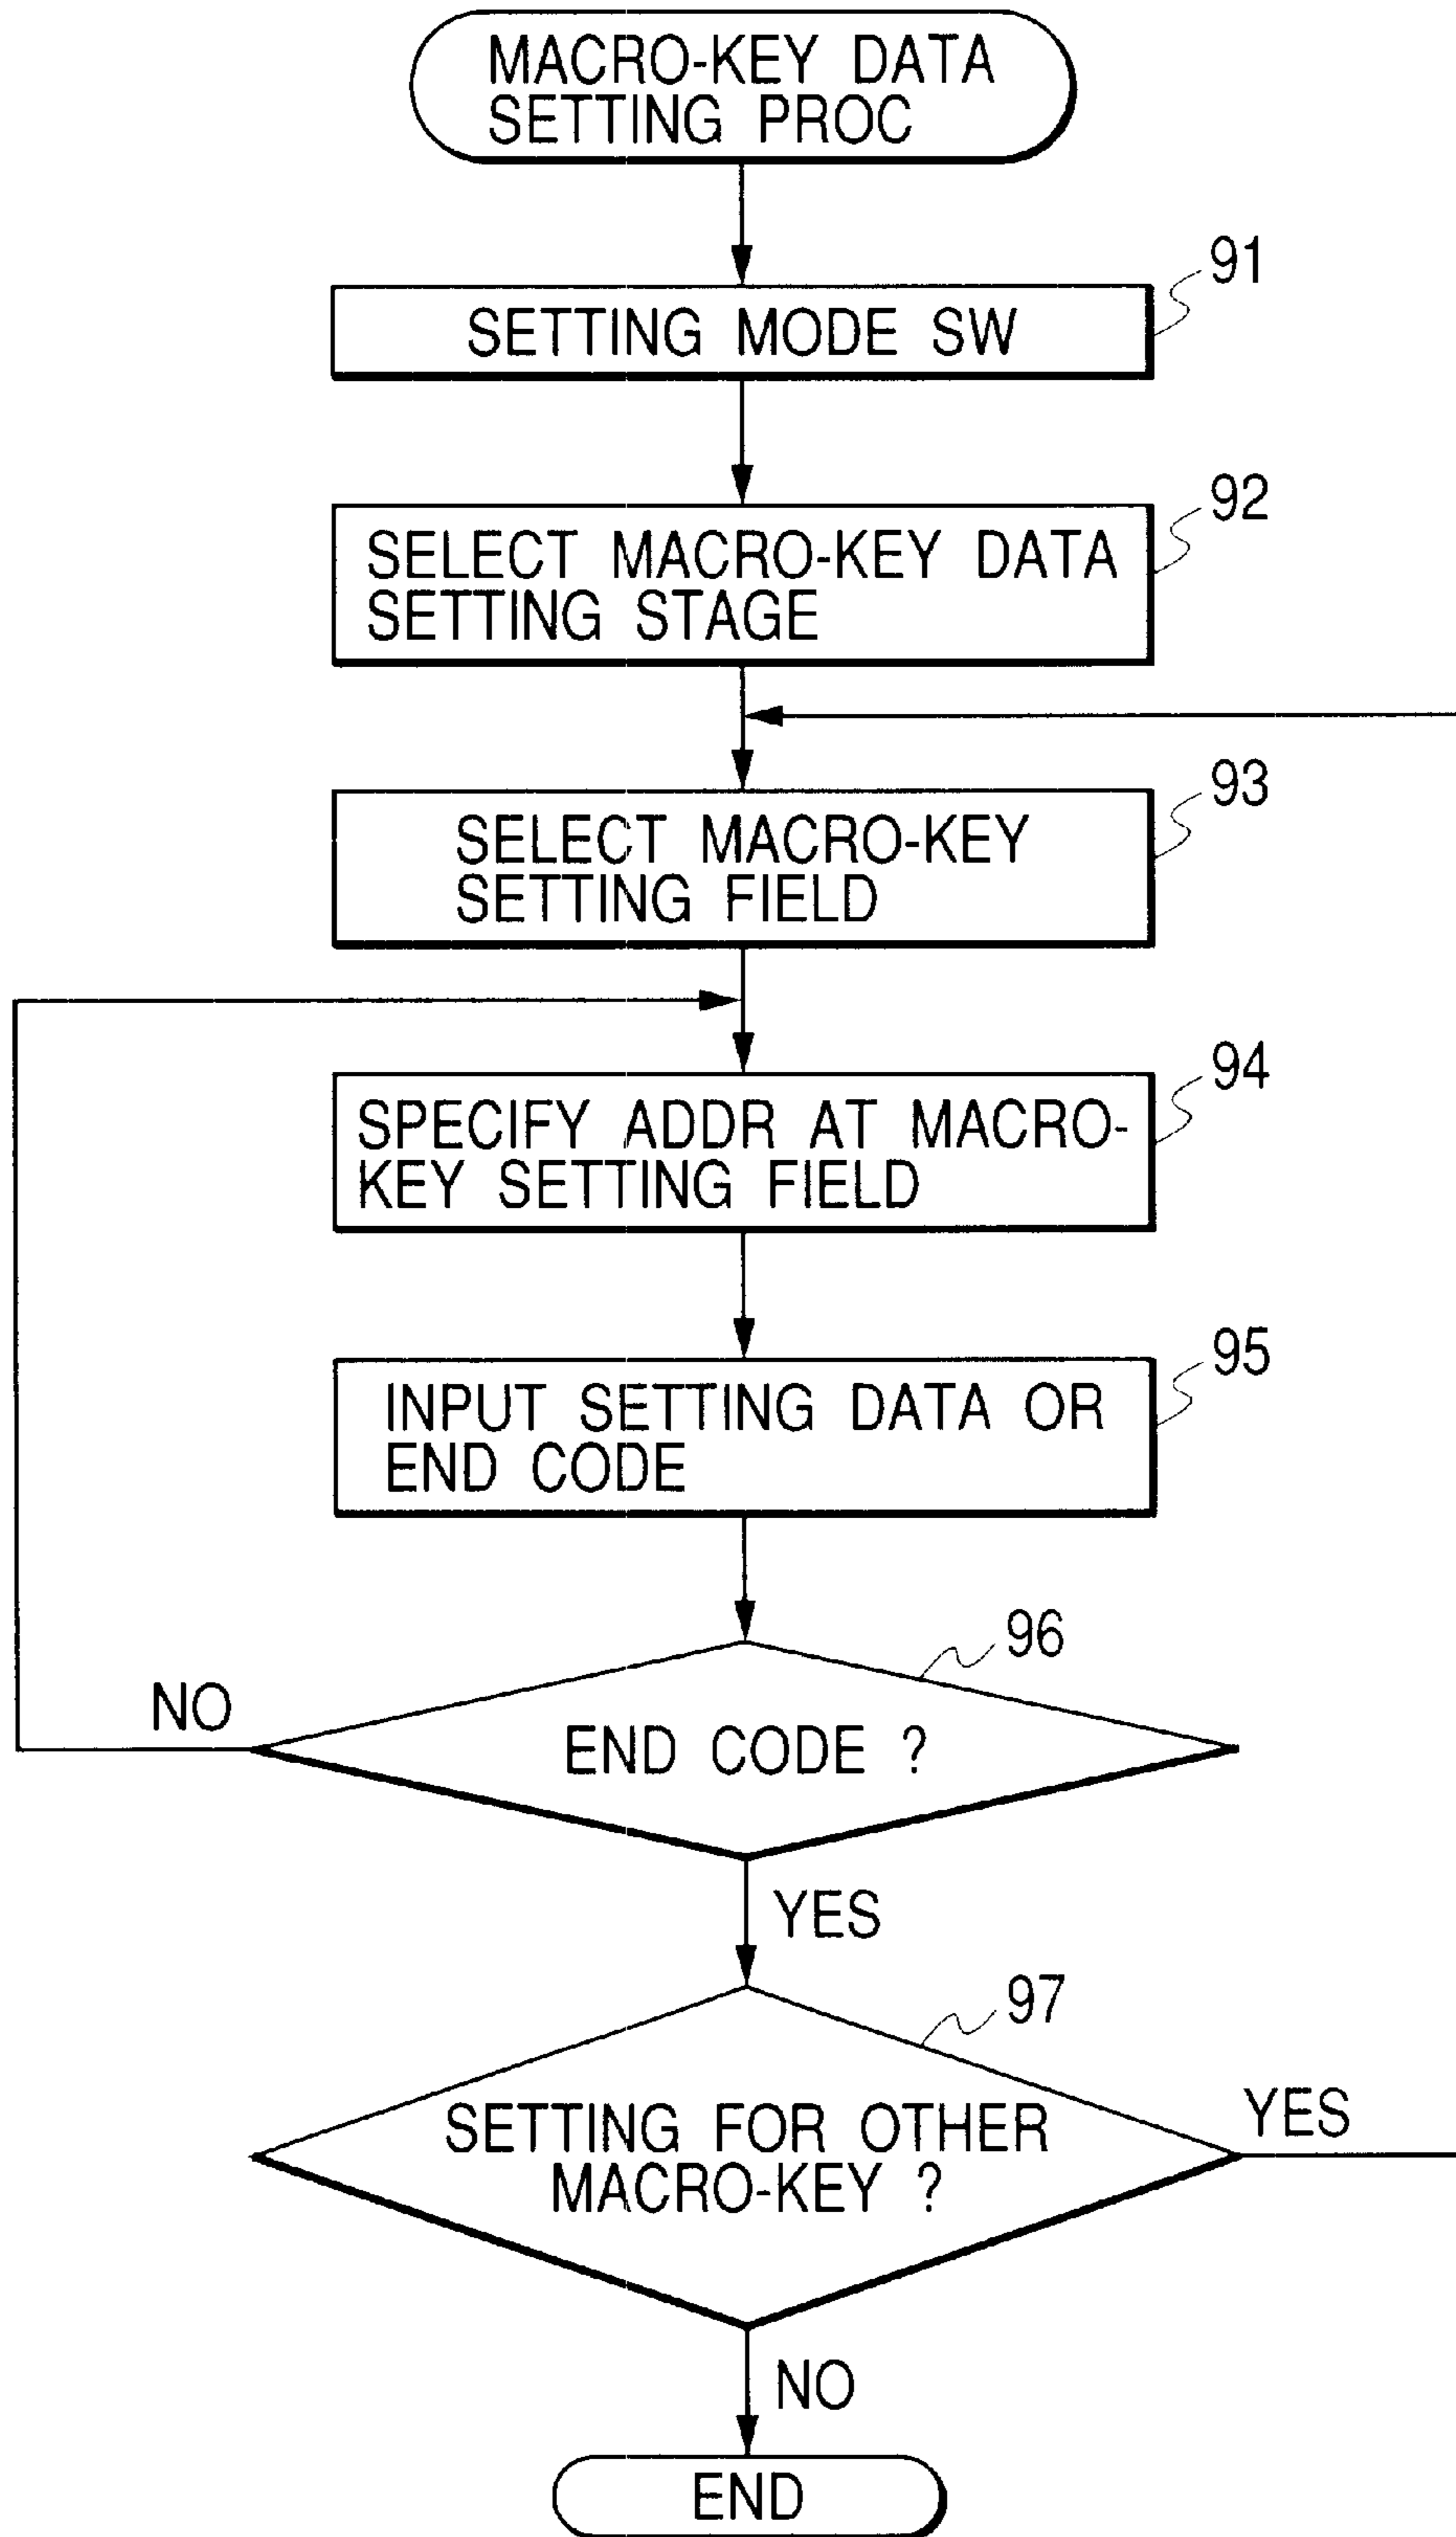 MACRO-KEY DATA
SETTING PROC
91
SETTING MODE SW
92
SELECT MACRO-KEY DATA
SETTING STAGE
93
SELECT MACRO-KEY
SETTING FIELD
94
SPECIFY ADDR AT MACRO-
KEY SETTING FIELD
95
INPUT SETTING DATA OR
END CODE
96
NO
END CODE ?
YES
97
SETTING FOR OTHER
MACRO-KEY ?
YES
NO
END